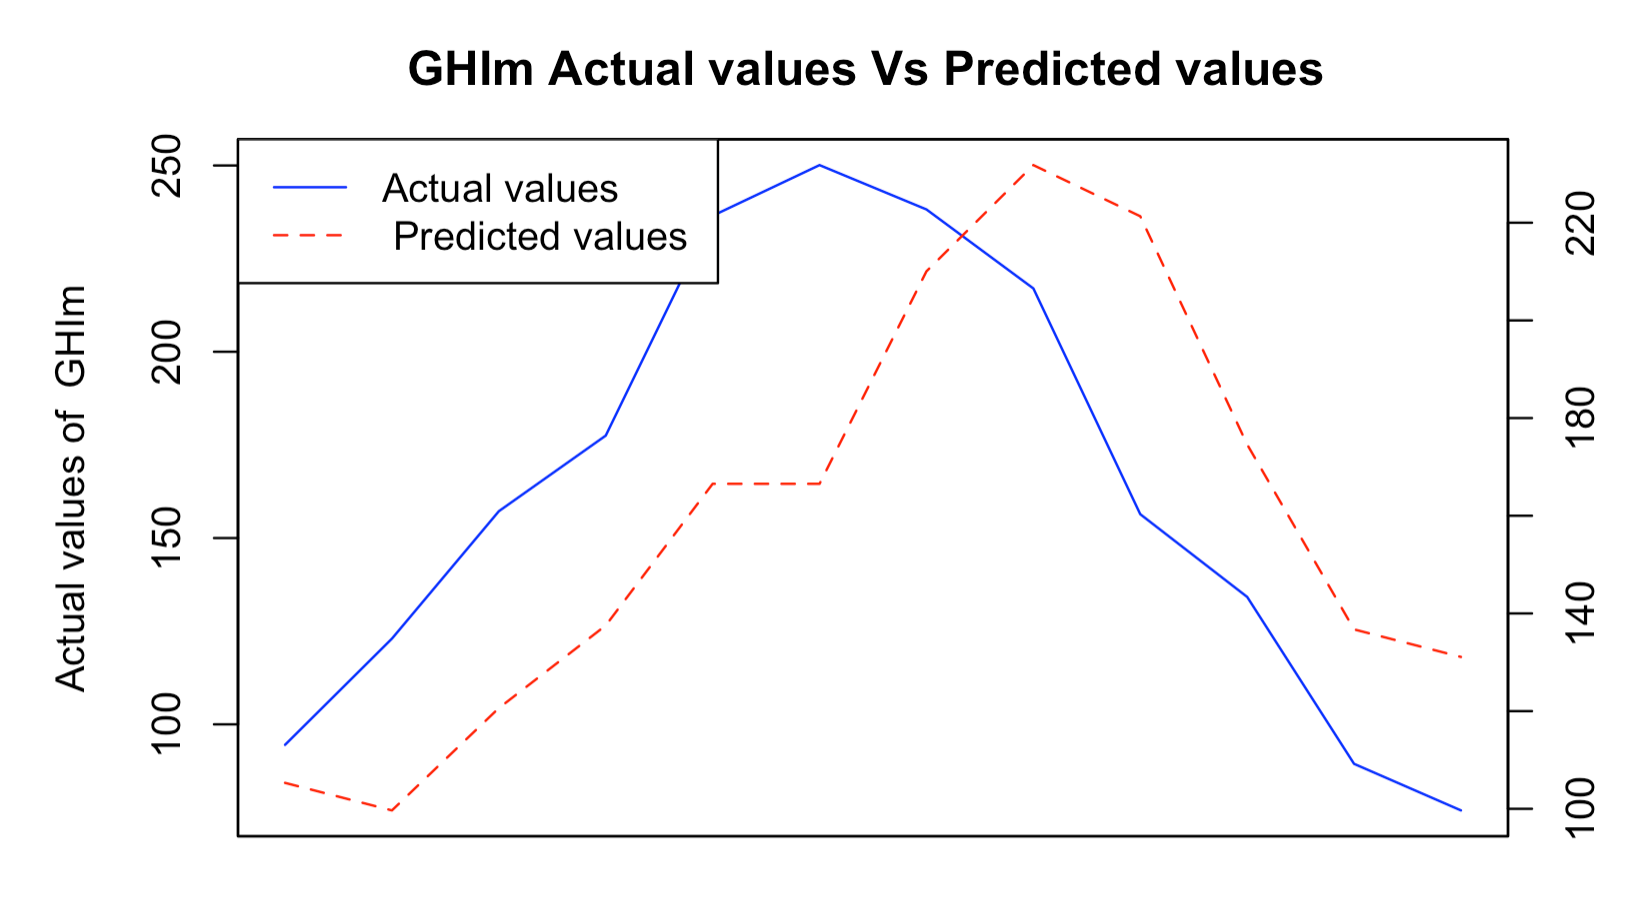 GHIm Actual values Vs Predicted values
Actual values
Predicted values
Actual values of GHIm
250
200
150
100
220
180
140
100